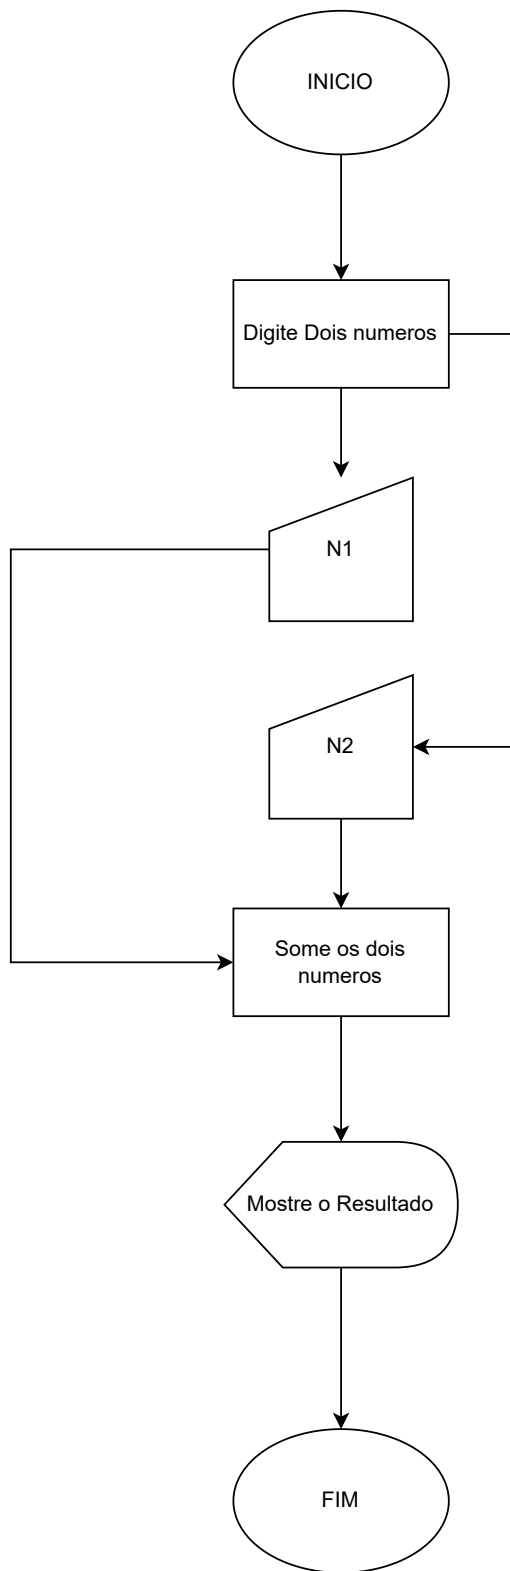 INICIO
Digite Dois numeros
N1
N2
Some os dois
numeros
Mostre o Resultado
FIM